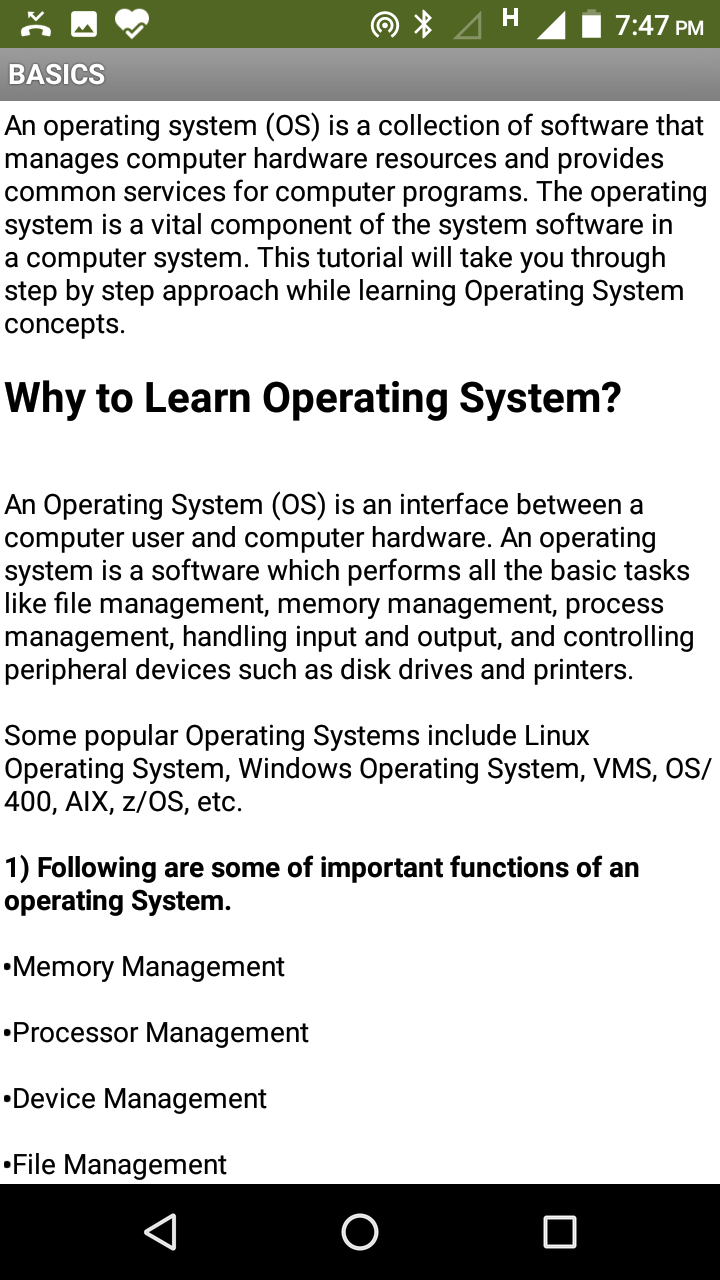 H 7:47 PM
BASICS
An operating system (OS) is a collection of software that
manages computer hardware resources and provides
common services for computer programs. The operating
system is a vital component of the system software in
a computer system. This tutorial will take you through
step by step approach while learning Operating System
concepts.
Why to Learn Operating System?
An Operating System (OS) is an interface between a
computer user and computer hardware. An operating
system is a software which performs all the basic tasks
like file management, memory management, process
management, handling input and output, and controlling
peripheral devices such as disk drives and printers.
Some popular Operating Systems include Linux
Operating System, Windows Operating System, VMS, OS/
400, AIX, z/OS, etc.
1) Following are some of important functions of an
operating System.
•Memory Management
•Processor Management
•Device Management
•File Management